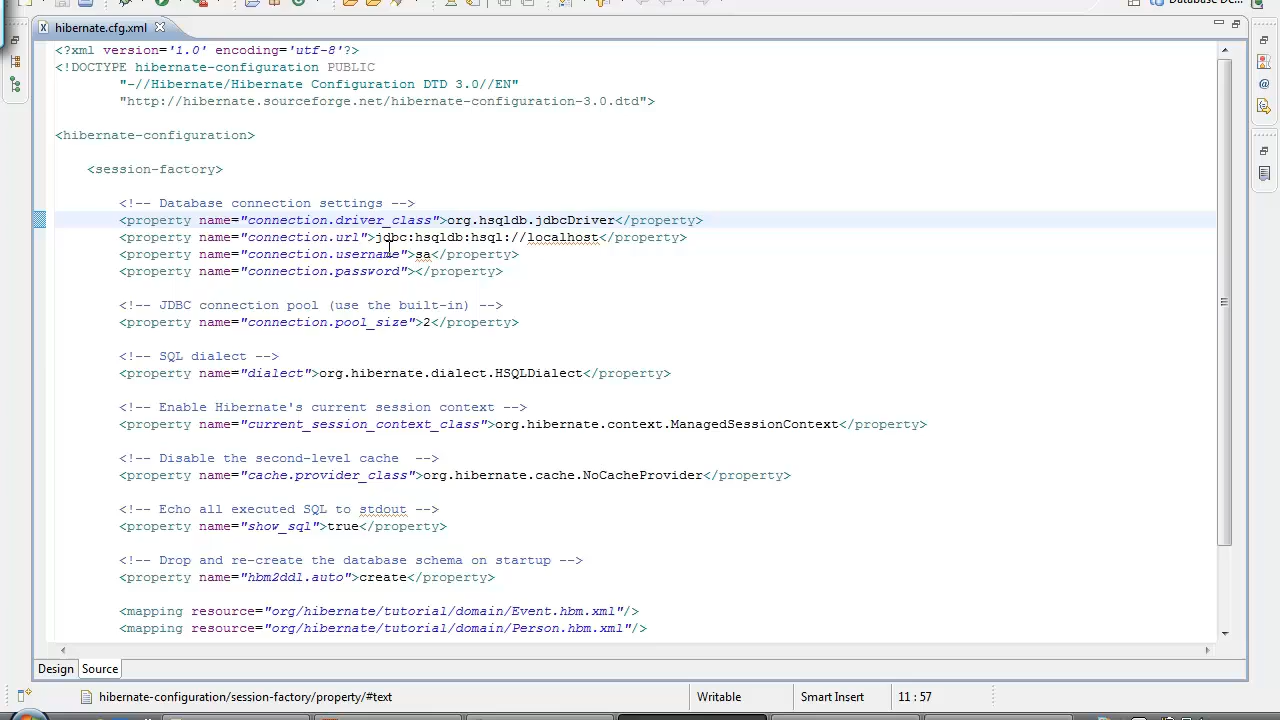 Database De...
hibernate.cfg.xml
<?xml version='1.0' encoding='utf-8'?>
<!DOCTYPE hibernate-configuration PUBLIC
"-//Hibernate/Hibernate Configuration DTD 3.0//EN"
"http://hibernate.sourceforge.net/hibernate-configuration-3.0.dtd">
<hibernate-configuration>
<session-factory>
<!-- Database connection settings -->
<property name="connection.driver_class">org.hsqldb.jdbcDriver</property>
<property name="connection.url">jdbc:hsqldb:hsql://localhost</property>
<property name="connection.username">sa</property>
<property name="connection.password"></property>
<!-- JDBC connection pool (use the built-in) -->
<property name="connection.pool_size">2</property>
<!-- SQL dialect -->
<property name="dialect">org.hibernate.dialect.HSQLDialect</property>
<!-- Enable Hibernate's current session context -->
<property name="current_session_context_class">org.hibernate.context.ManagedSessionContext</property>
<!-- Disable the second-level cache  -->
<property name="cache.provider_class">org.hibernate.cache.NoCacheProvider</property>
<!-- Echo all executed SQL to stdout -->
<property name="show_sql">true</property>
<!-- Drop and re-create the database schema on startup -->
<property name="hbm2ddl.auto">create</property>
<mapping resource="org/hibernate/tutorial/domain/Event.hbm.xml"/>
<mapping resource="org/hibernate/tutorial/domain/Person.hbm.xml"/>
Design Source
hibernate-configuration/session-factory/property/#text Writable Smart Insert 11 : 57